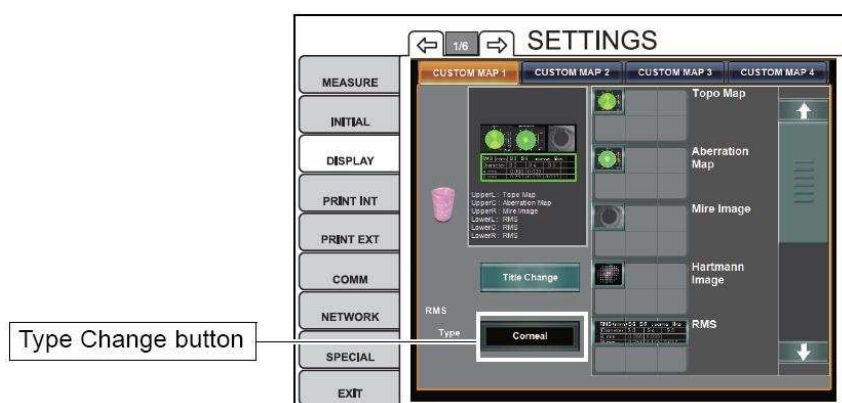 1/6
SETTINGS
MEASURE
INITIAL
DISPLAY
PRINT INT
PRINT EXT
COMM
NETWORK
SPECIAL
EXIT
CUSTOM MAP 1
CUSTOM MAP 2
CUSTOM MAP 3
CUSTOM MAP 4
UpperL : Topo Map
UpperC : Aberration Map
UpperR : Mire Image
LowerL : RMS
LowerC : RMS
LowerR : RMS
Title Change
RMS
Type
Corneal
Topo Map
Aberration
Map
Mire Image
Hartmann
Image
RMS
Type Change button